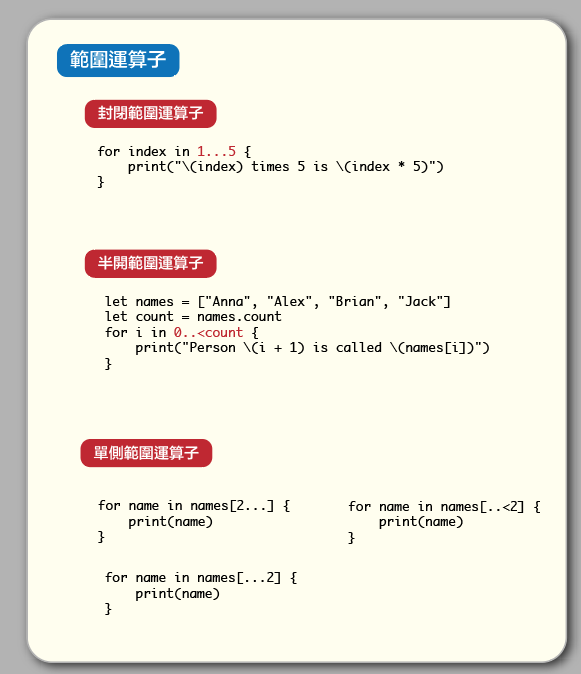 範圍運算子
封閉範圍運算子
for index in 1...5 {
    print("\(index) times 5 is \(index * 5)")
}
半開範圍運算子
let names = ["Anna", "Alex", "Brian", "Jack"]
let count = names.count
for i in 0..<count {
    print("Person \(i + 1) is called \(names[i])")
}
單側範圍運算子
for name in names[2...] {
    print(name)
}
for name in names[..<2] {
    print(name)
}
for name in names[...2] {
    print(name)
}